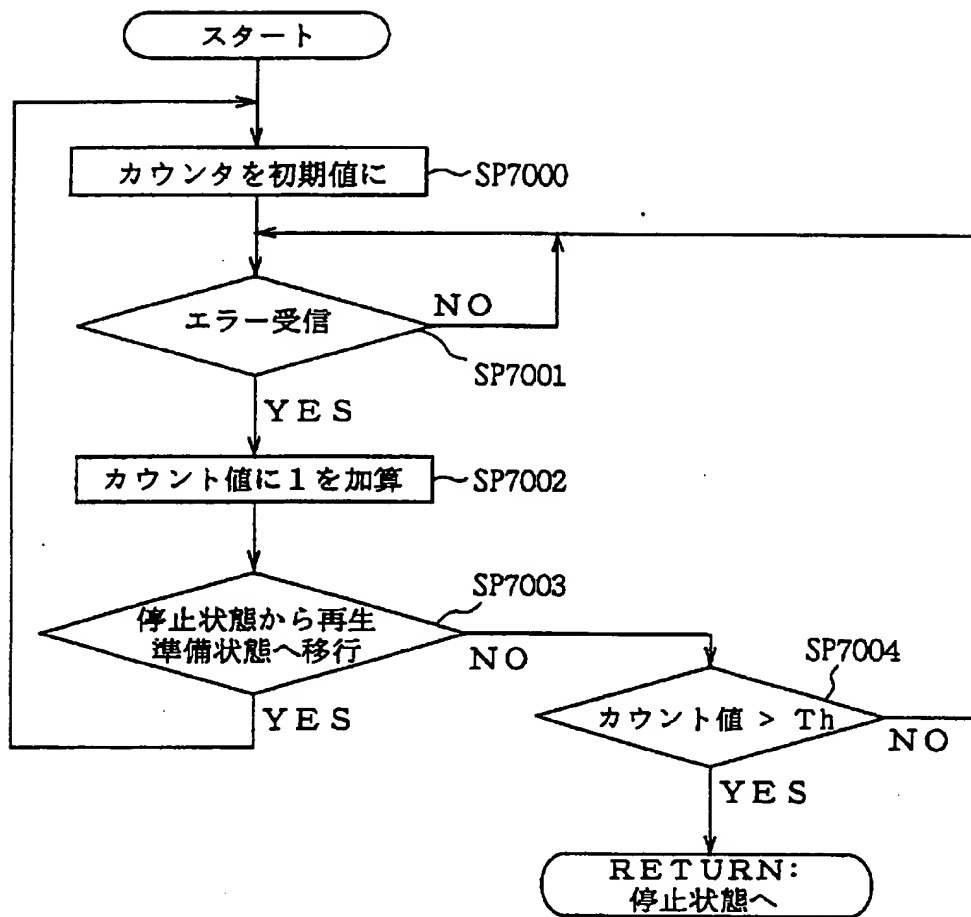 スタート
カウンタを初期値に
SP7000
エラー受信
NO
SP7001
YES
カウント値に1を加算
SP7002
停止状態から再生
準備状態へ移行
SP7003
NO
YES
SP7004
カウント値 > Th
NO
YES
RETURN:
停止状態へ